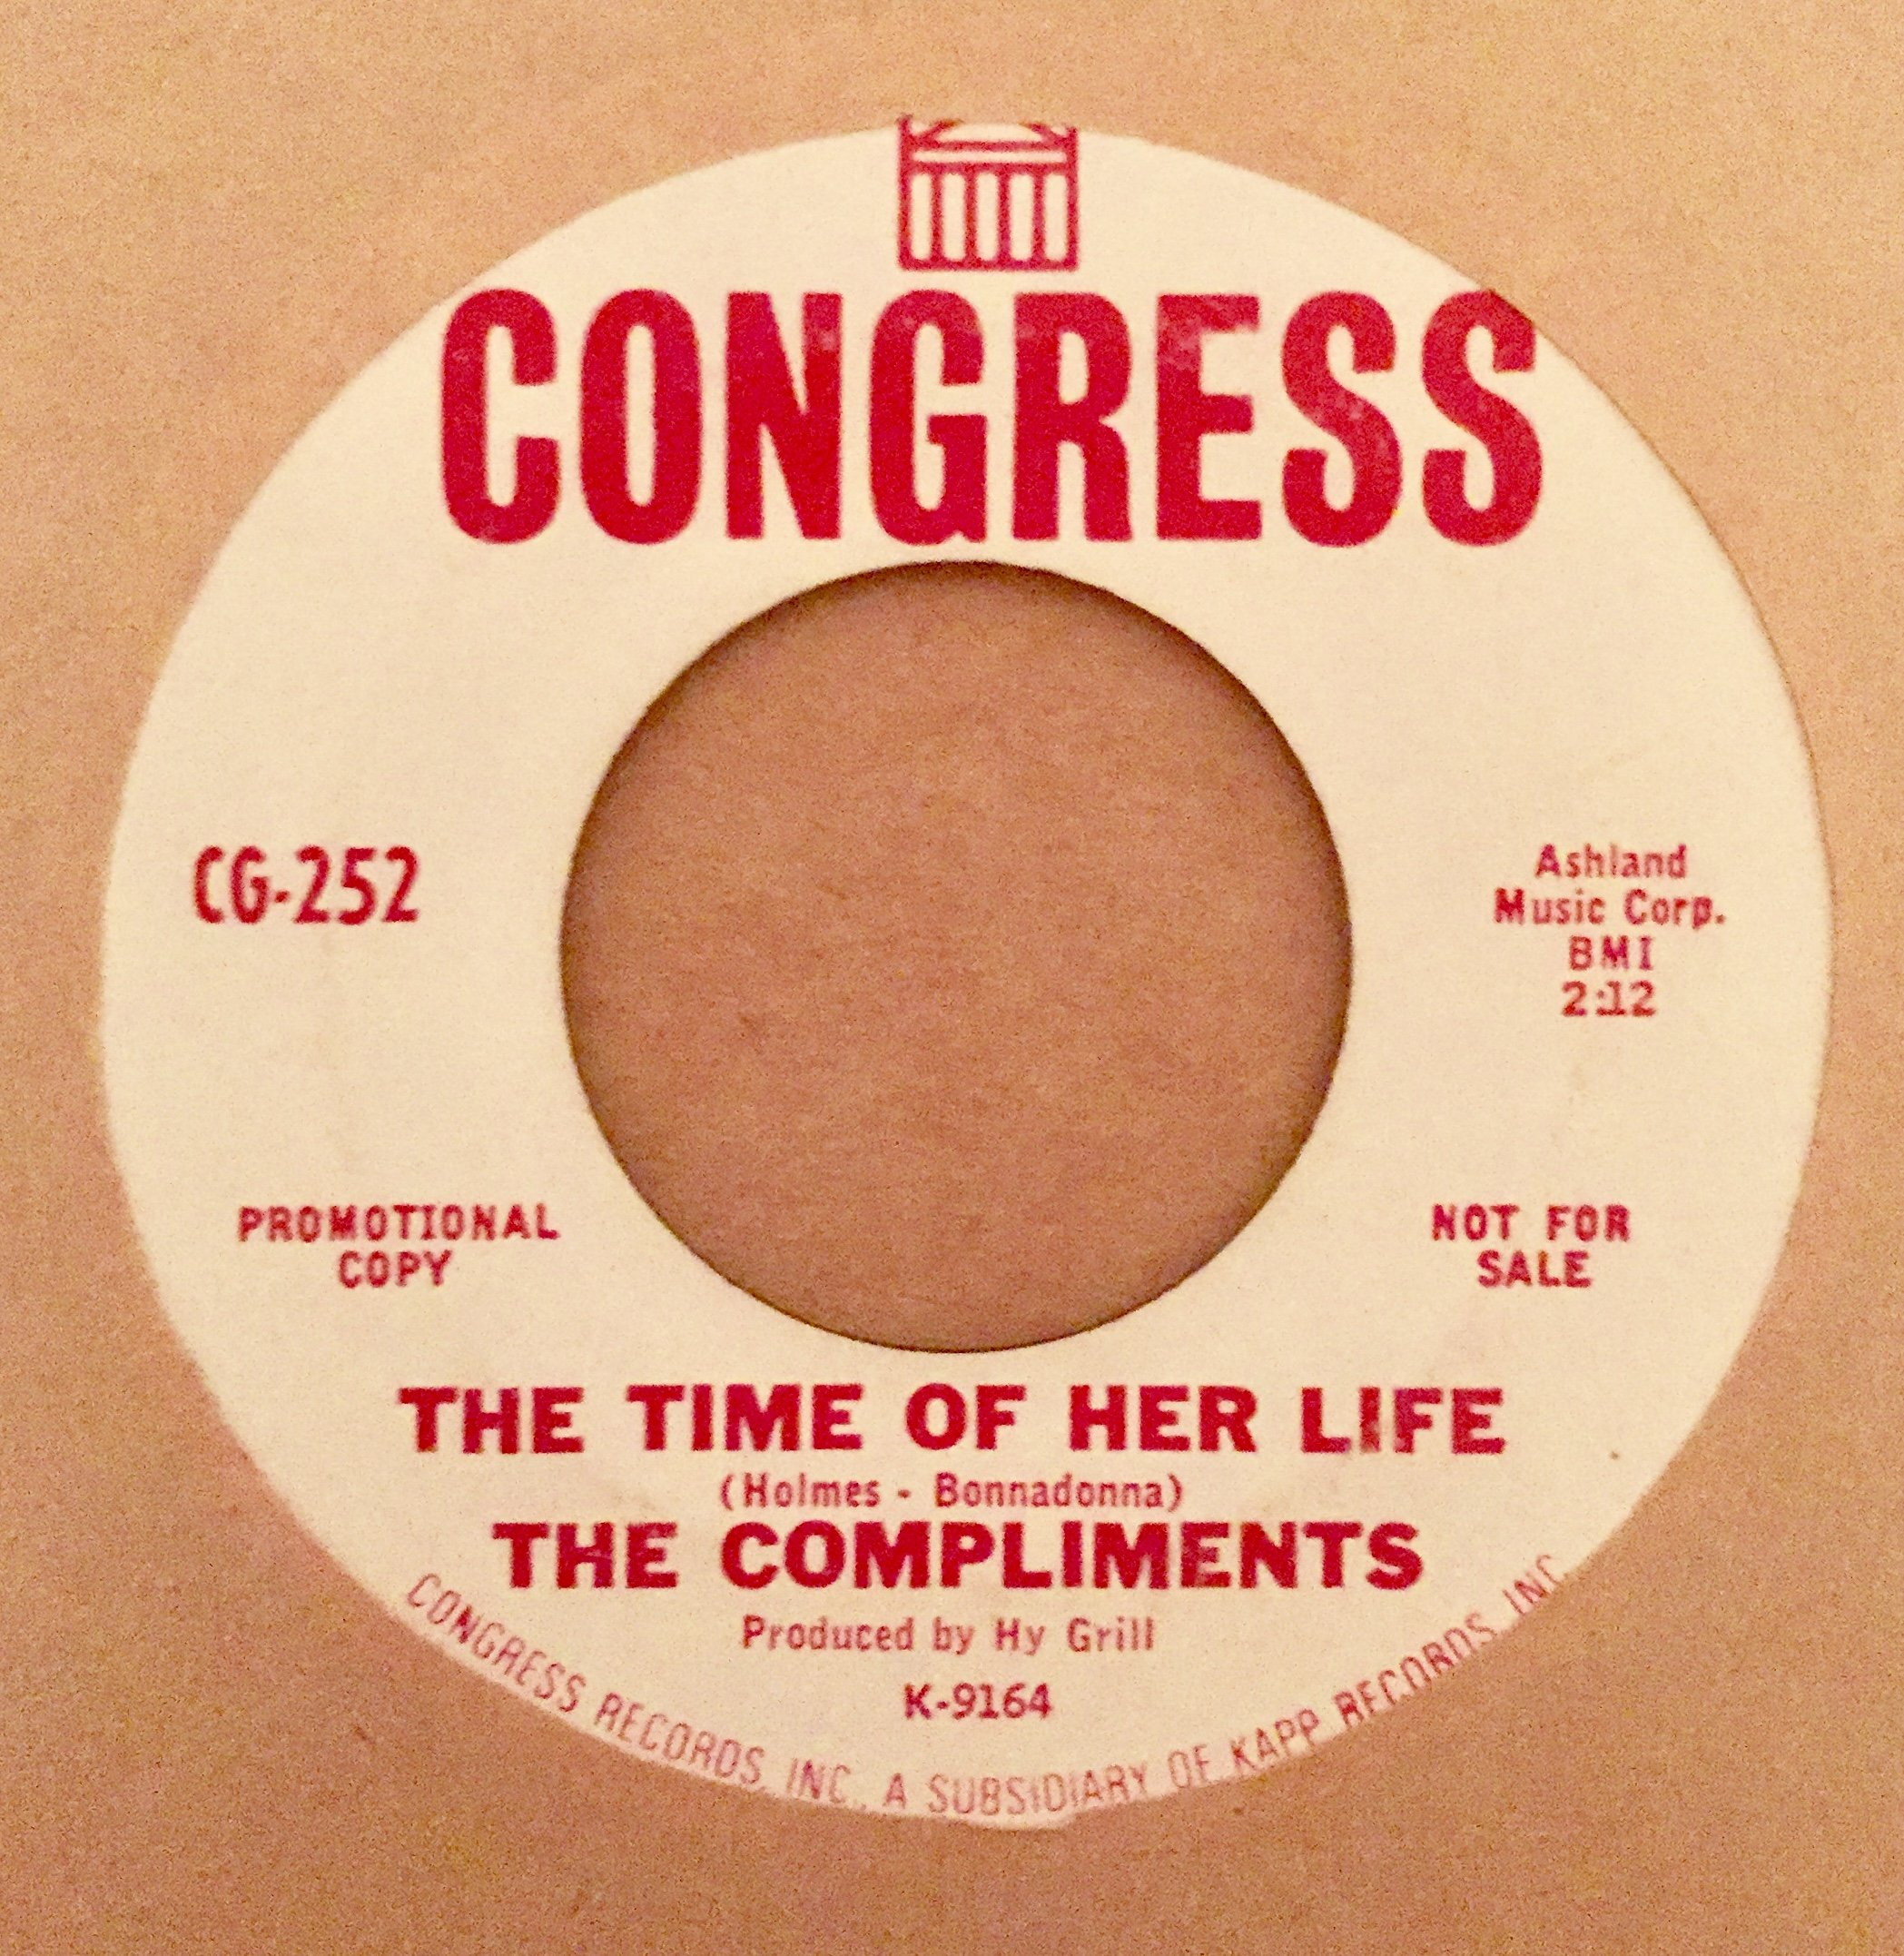 CONGRESS
CG-252
Ashland
Music Corp.
BMI
2:12
PROMOTIONAL
COPY
NOT FOR
SALE
THE TIME OF HER LIFE
(Holmes - Bonnadonna)
THE COMPLIMENTS
Produced by Hy Grill
K-9164
CONGRESS RECORDS, INC., A SUBSIDIARY OF KAPP RECORDS, INC